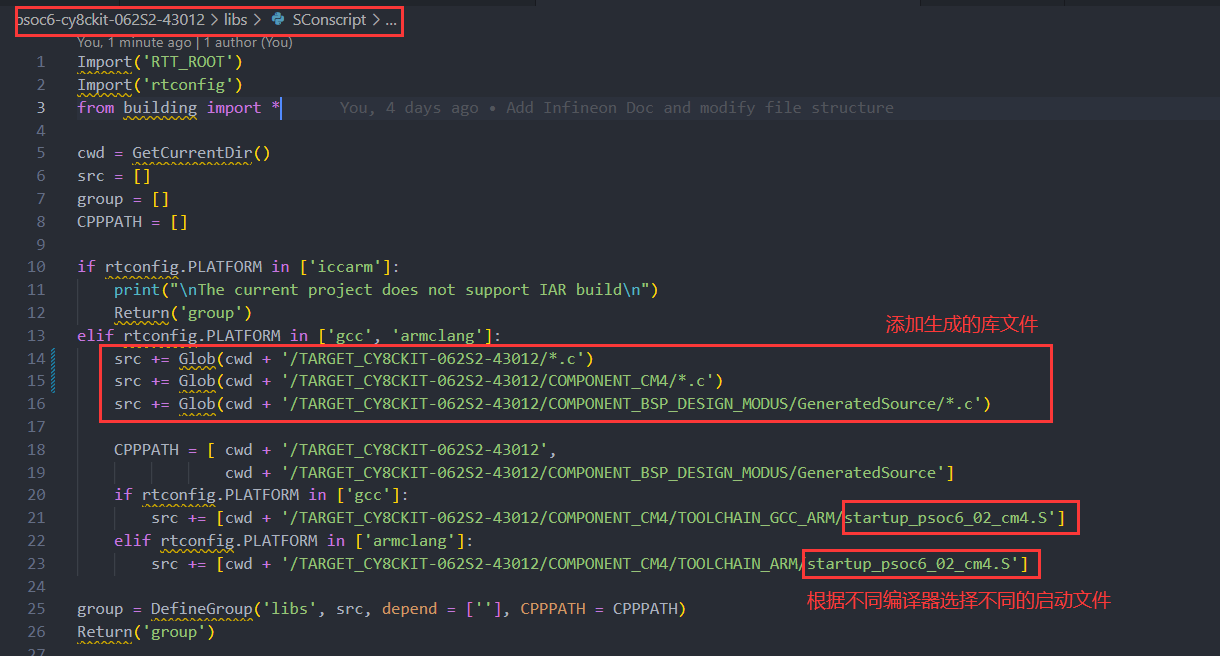 psoc6-cy8ckit-062S2-43012 > libs > SConscript > ...
You, 1 minute ago | 1 author (You)
1 Import('RTT_ROOT')
2 Import('rtconfig')
3 from building import * You, 4 days ago • Add Infineon Doc and modify file structure
4
5 cwd = GetCurrentDir()
6 src = []
7 group = []
8 CPPPATH = []
9
10 if rtconfig.PLATFORM in ['iccarm']:
11 print("\nThe current project does not support IAR build\n")
12 Return('group')
13 elif rtconfig.PLATFORM in ['gcc', 'armclang']:
添加生成的库文件
14 src += Glob(cwd + '/TARGET_CY8CKIT-062S2-43012/*.c')
15 src += Glob(cwd + '/TARGET_CY8CKIT-062S2-43012/COMPONENT_CM4/*.c')
16 src += Glob(cwd + '/TARGET_CY8CKIT-062S2-43012/COMPONENT_BSP_DESIGN_MODUS/GeneratedSource/*.c')
17
18 CPPPATH = [ cwd + '/TARGET_CY8CKIT-062S2-43012',
19 cwd + '/TARGET_CY8CKIT-062S2-43012/COMPONENT_BSP_DESIGN_MODUS/GeneratedSource']
20 if rtconfig.PLATFORM in ['gcc']:
21 src += [cwd + '/TARGET_CY8CKIT-062S2-43012/COMPONENT_CM4/TOOLCHAIN_GCC_ARM/startup_psoc6_02_cm4.S']
22 elif rtconfig.PLATFORM in ['armclang']:
23 src += [cwd + '/TARGET_CY8CKIT-062S2-43012/COMPONENT_CM4/TOOLCHAIN_ARM/startup_psoc6_02_cm4.S']
24
根据不同编译器选择不同的启动文件
25 group = DefineGroup('libs', src, depend = [''], CPPPATH = CPPPATH)
26 Return('group')
27